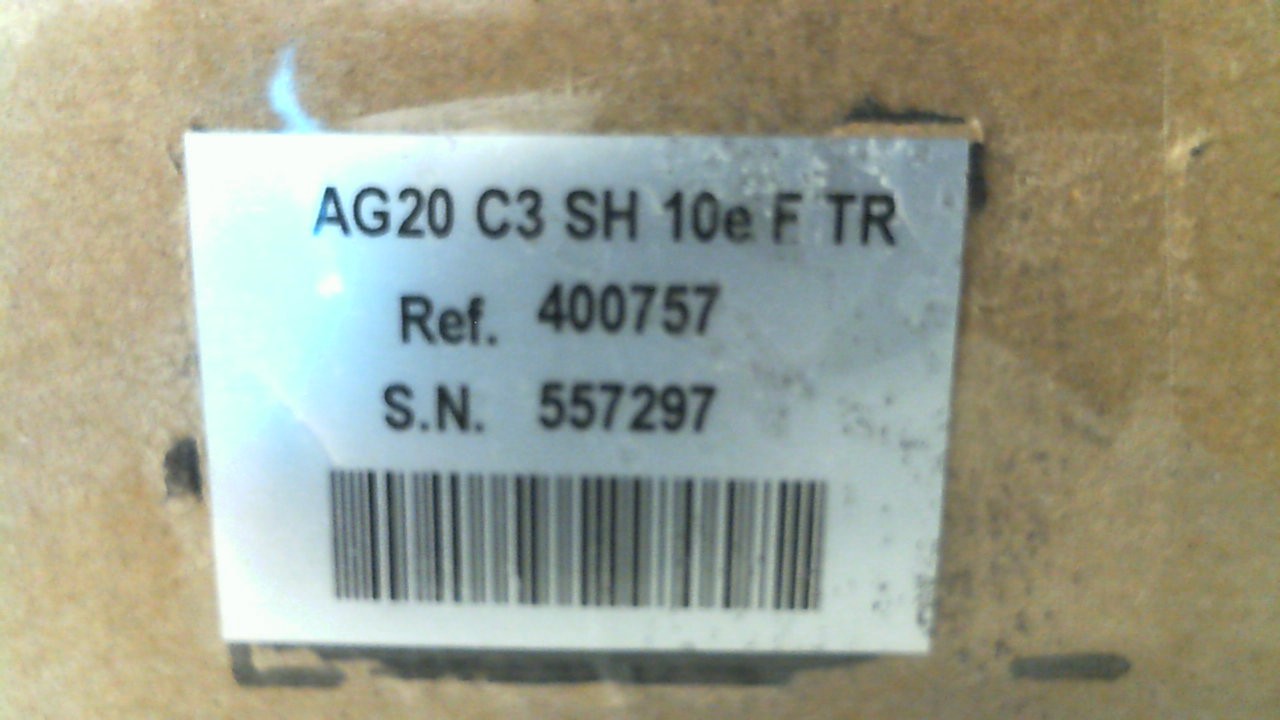 AG20 C3 SH 10e F TR
Ref. 400757
S.N. 557297